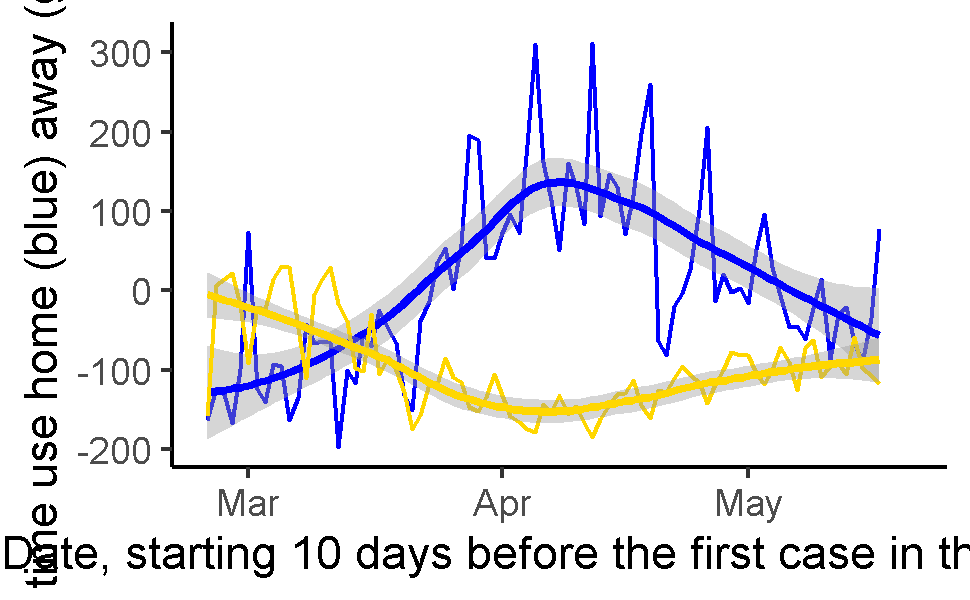 time use home (blue) away (
300
200
100
0
-100
-200
Mar Apr May
Date, starting 10 days before the first case in th